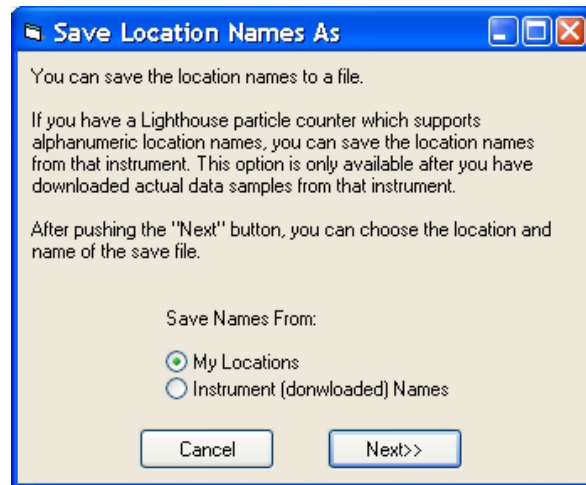 Save Location Names As
You can save the location names to a file.
If you have a Lighthouse particle counter which supports
alphanumeric location names, you can save the location names
from that instrument. This option is only available after you have
downloaded actual data samples from that instrument.
After pushing the "Next" button, you can choose the location and
name of the save file.
Save Names From:
My Locations
Instrument (donwloaded) Names
Cancel
Next>>